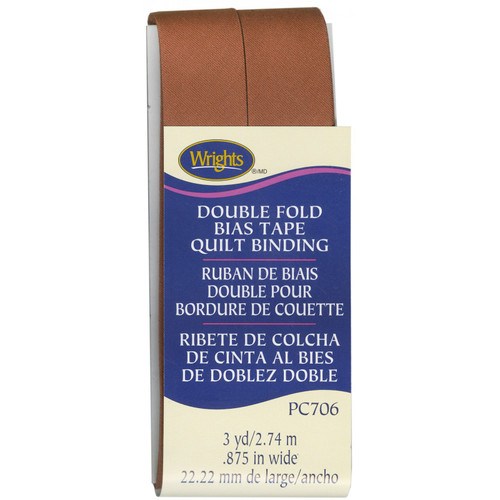 Wrights
®/MD
DOUBLE FOLD
BIAS TAPE
QUILT BINDING
RUBAN DE BIAIS
DOUBLE POUR
BORDURE DE COUETTE
RIBETE DE COLCHA
DE CINTA AL BIES
DE DOBLEZ DOBLE
PC706
3 yd/2.74 m
.875 in wide
22.22 mm de large/ancho